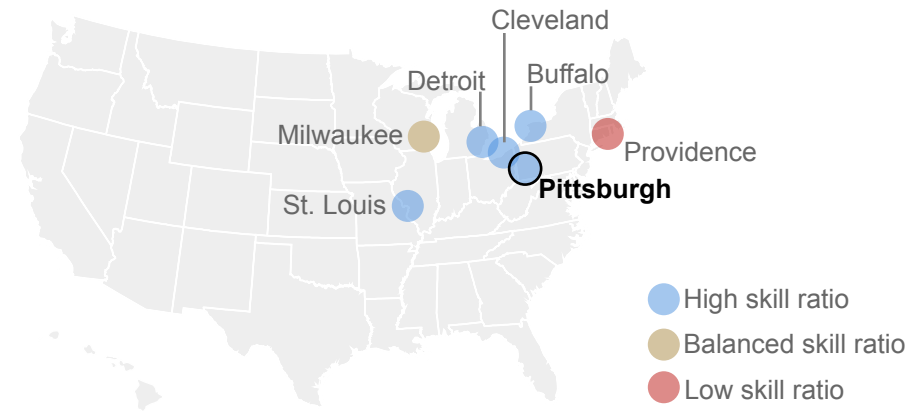 Cleveland
Detroit
Buffalo
Milwaukee
Providence
Pittsburgh
St. Louis
High skill ratio
Balanced skill ratio
Low skill ratio